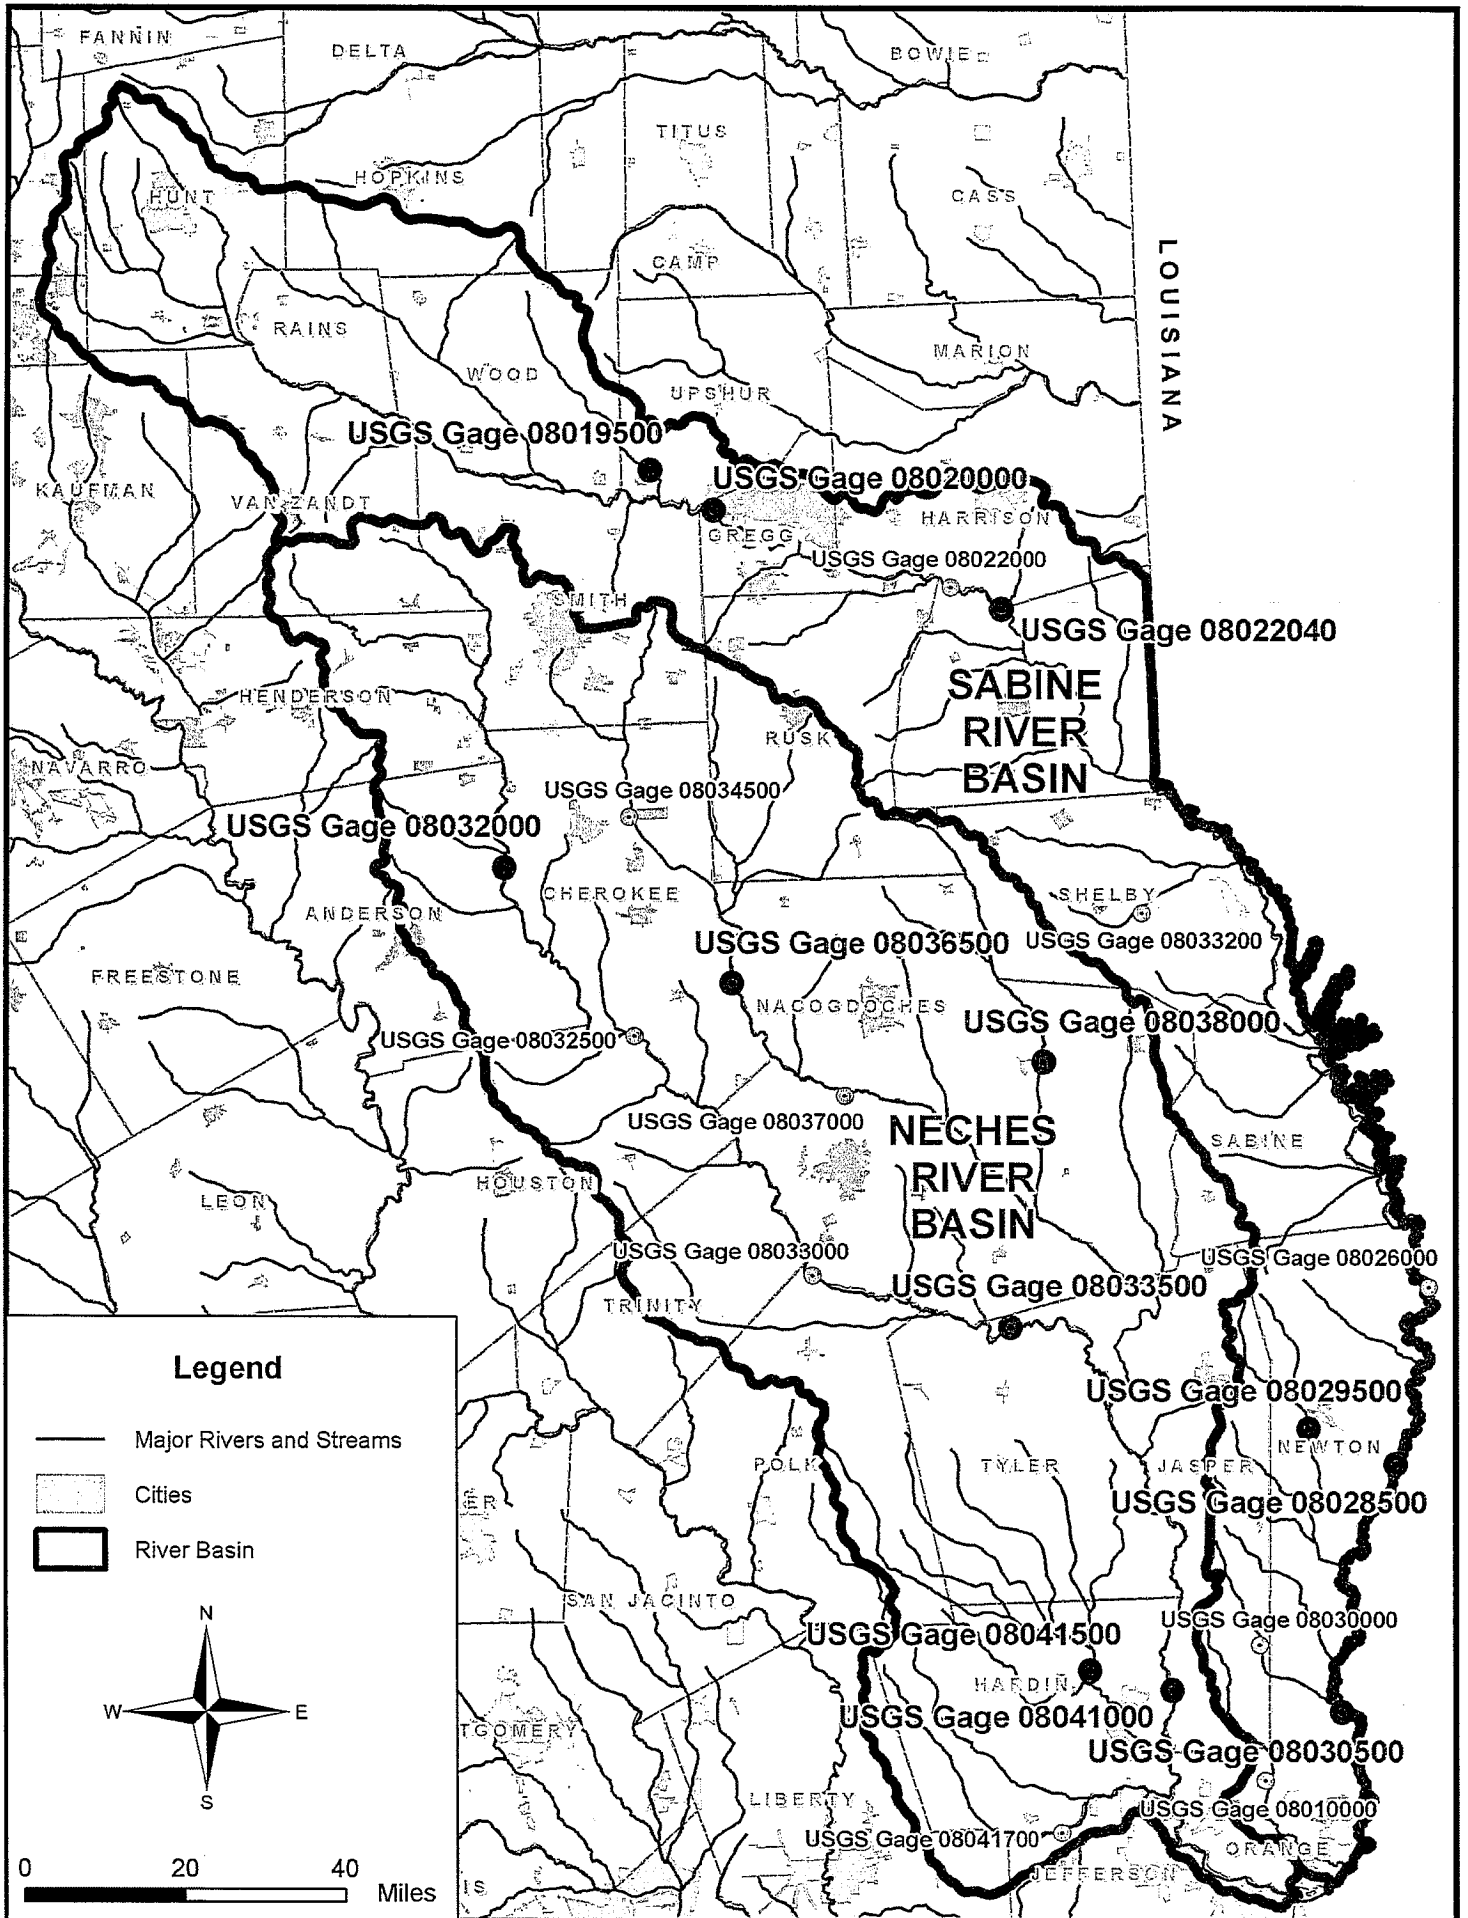 FANNIN
DELTA
BOWIE
TITUS
HOPKINS
HUNT
CASS
LOUISIANA
CAMP
RAINS
MARION
WOOD
UPSHUR
USGS Gage 08019500
USGS Gage 08020000
KAUFMAN
VAN ZANDT
HARRISON
GREGG
USGS Gage 08022000
SMITH
USGS Gage 08022040
SABINE
RIVER
BASIN
HENDERSON
RUSK
NAVARRO
USGS Gage 08034500
USGS Gage 08032000
CHEROKEE
SHELBY
ANDERSON
USGS Gage 08036500
USGS Gage 08033200
FREESTONE
NACOGDOCHES
USGS Gage 08038000
USGS Gage 08032500
USGS Gage 08037000
NECHES
RIVER
BASIN
SABINE
HOUSTON
LEON
USGS Gage 08033000
USGS Gage 08026000
USGS Gage 08033500
TRINITY
USGS Gage 08029500
NEWTON
POLK
TYLER
JASPER
USGS Gage 08028500
ER
SAN JACINTO
USGS Gage 08030000
USGS Gage 08041500
HARDIN
USGS Gage 08041000
TGOMERY
USGS Gage 08030500
LIBERTY
USGS Gage 08010000
USGS Gage 08041700
ORANGE
JEFFERSON
IS
Legend
Major Rivers and Streams
Cities
River Basin
N
W E
S
0 20 40
Miles